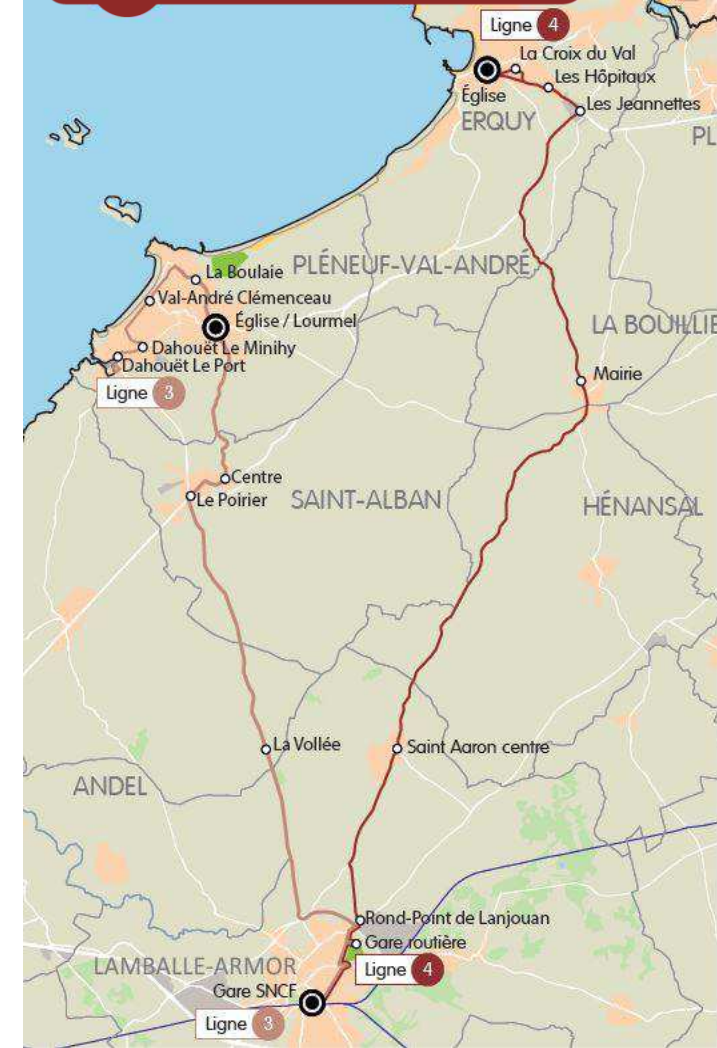 Ligne 4
La Croix du Val
Les Hôpitaux
Église
Les Jeannettes
ERQUY
PL
La Boulaie
PLÉNEUF-VAL-ANDRÉ
Val-André Clémenceau
Église / Lourmel
LA BOUILLIE
Dahouët Le Minihy
Dahouët Le Port
Mairie
Ligne 3
Centre
Le Poirier
SAINT-ALBAN
HÉNANSAL
La Vollée
Saint Aaron centre
ANDEL
Rond-Point de Lanjouan
Gare routière
LAMBALLE-ARMOR
Ligne 4
Gare SNCF
Ligne 3